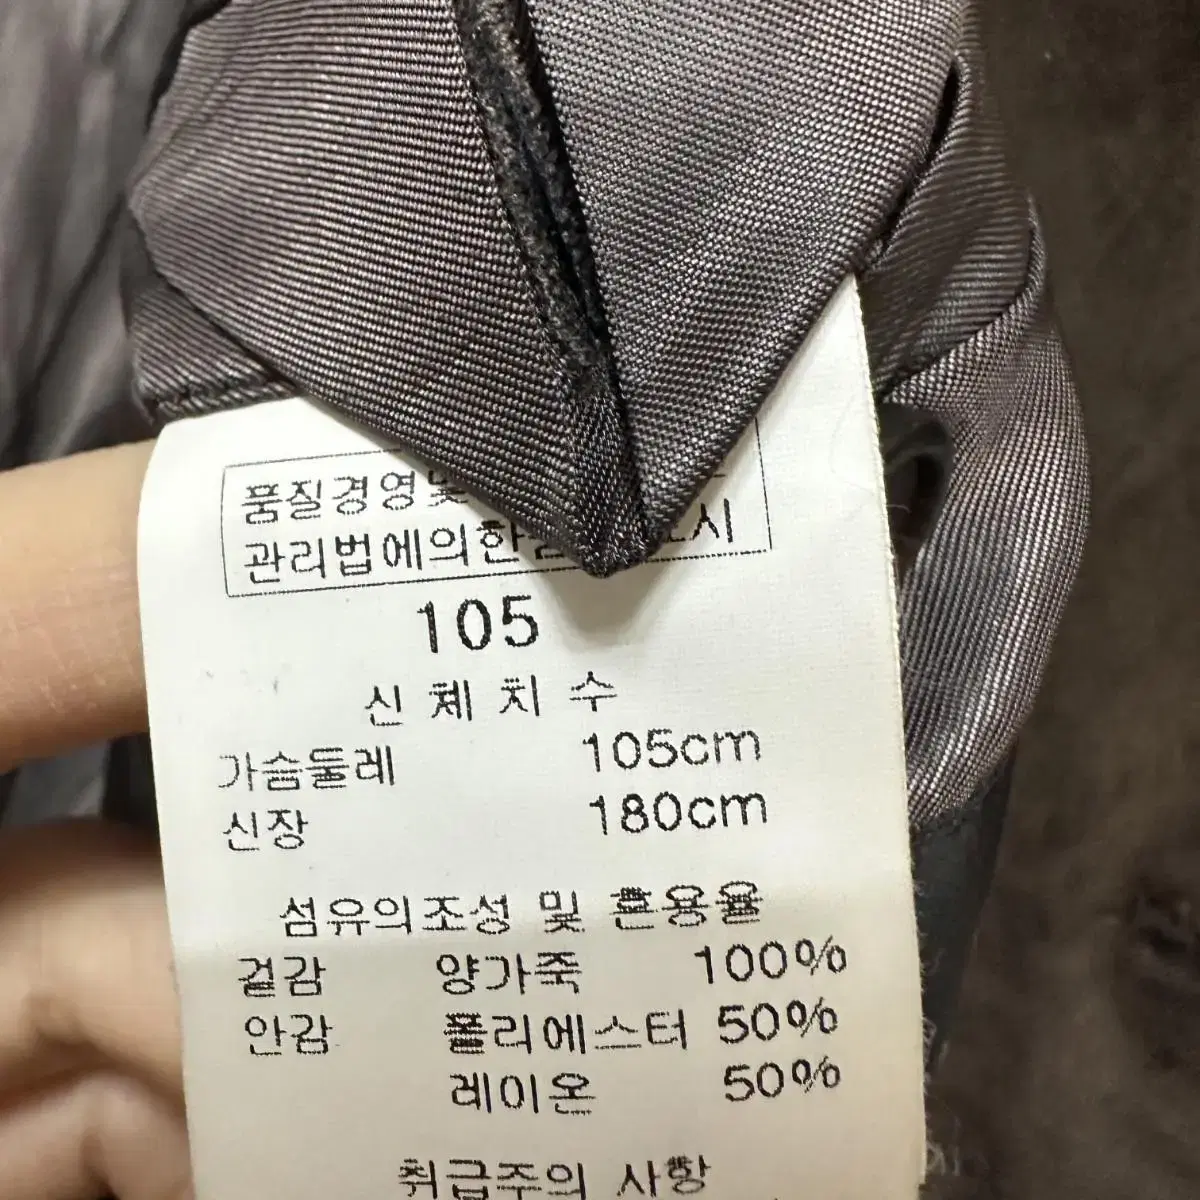 품질경영및
관리법에의한 표시
105
신체치수
가슴둘레 105cm
신장 180cm
섬유의조성 및 혼용율
겉감 양가죽 100%
안감 폴리에스터 50%
레이온 50%
취급주의 사항